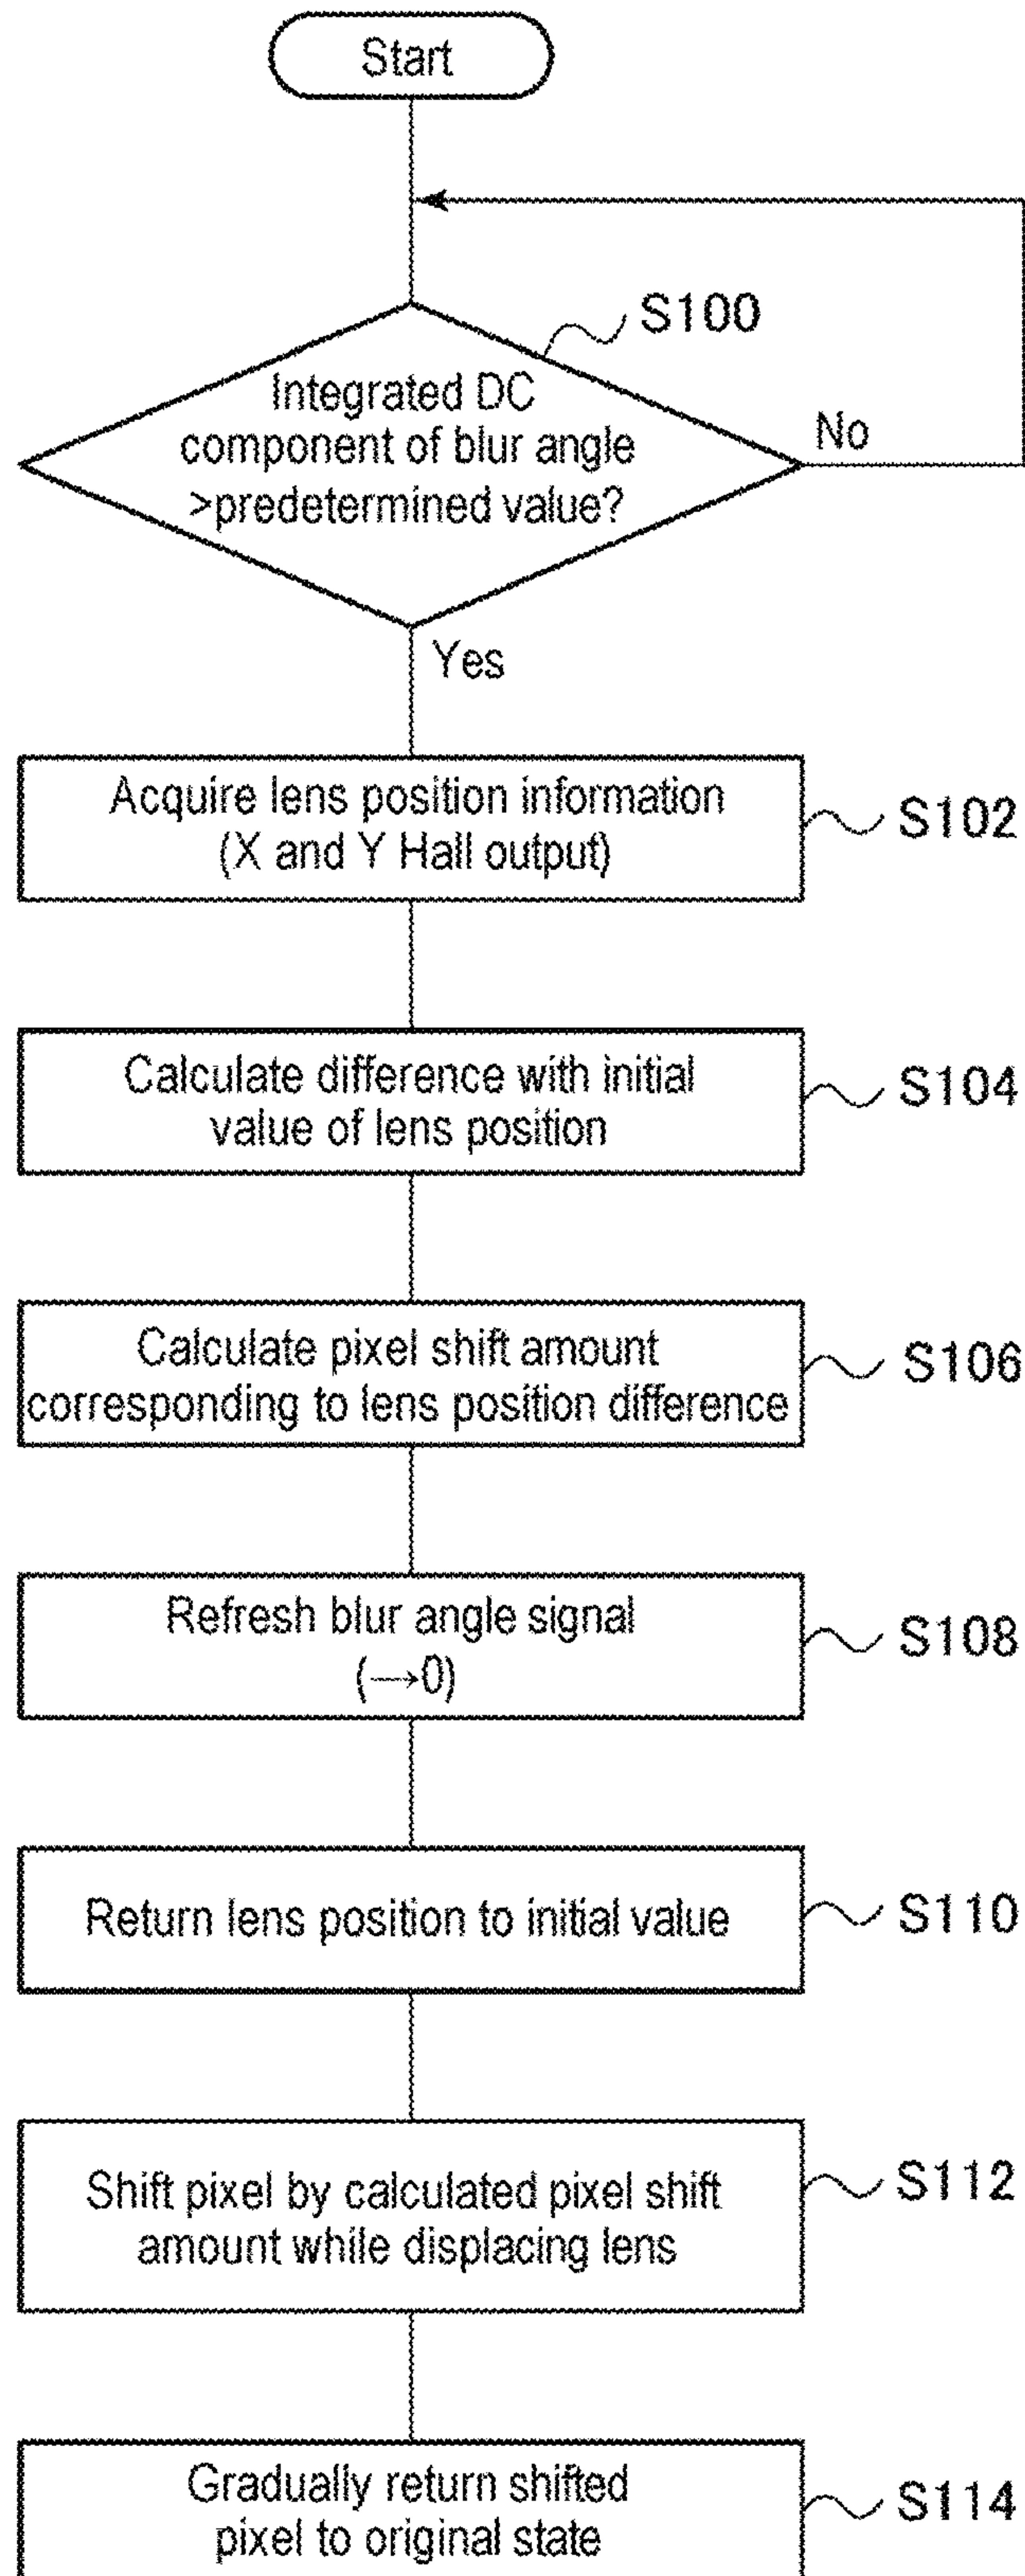 Start
S100
Integrated DC
component of blur angle
>predetermined value?
No
Yes
Acquire lens position information
(X and Y Hall output)
S102
Calculate difference with initial
value of lens position
S104
Calculate pixel shift amount
corresponding to lens position difference
S106
Refresh blur angle signal
(→0)
S108
Return lens position to initial value
S110
Shift pixel by calculated pixel shift
amount while displacing lens
S112
Gradually return shifted
pixel to original state
S114